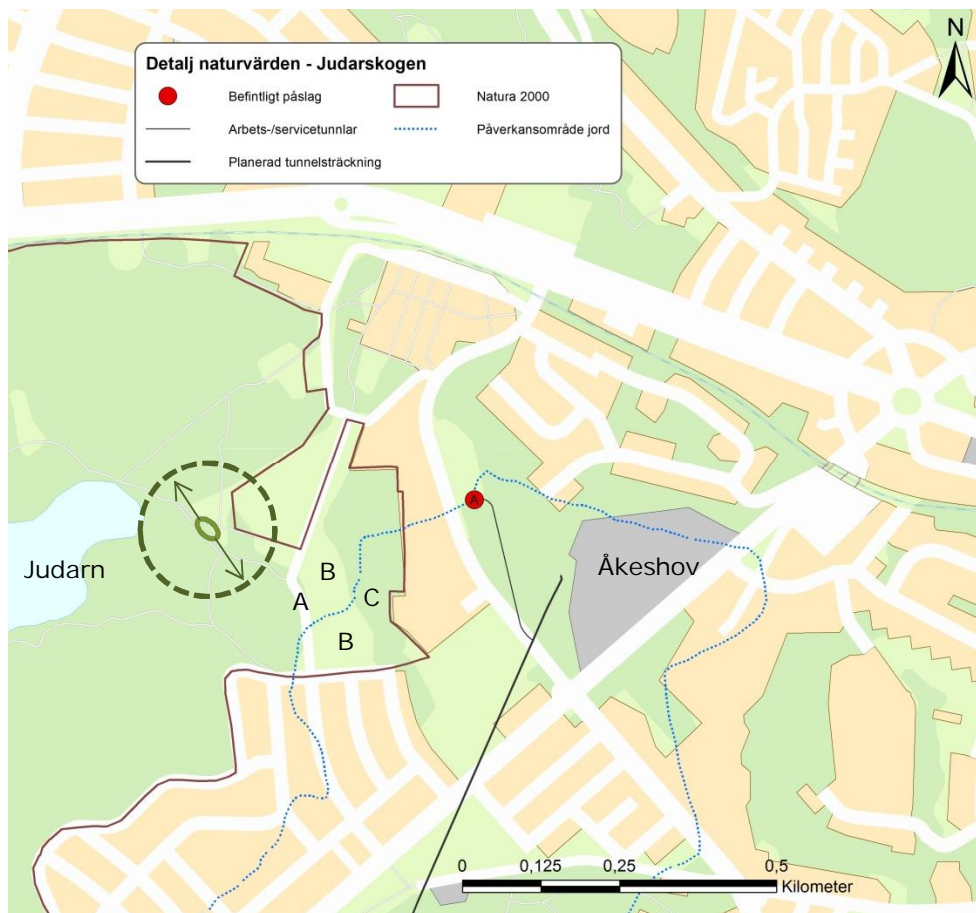 N
Detalj naturvärden - Judarskogen
Befintligt påslag
Natura 2000
Arbets-/servicetunnlar
Påverkansområde jord
Planerad tunnelsträckning
A
Judarn
Åkeshov
B
A
C
B
0 0,125 0,25 0,5
Kilometer